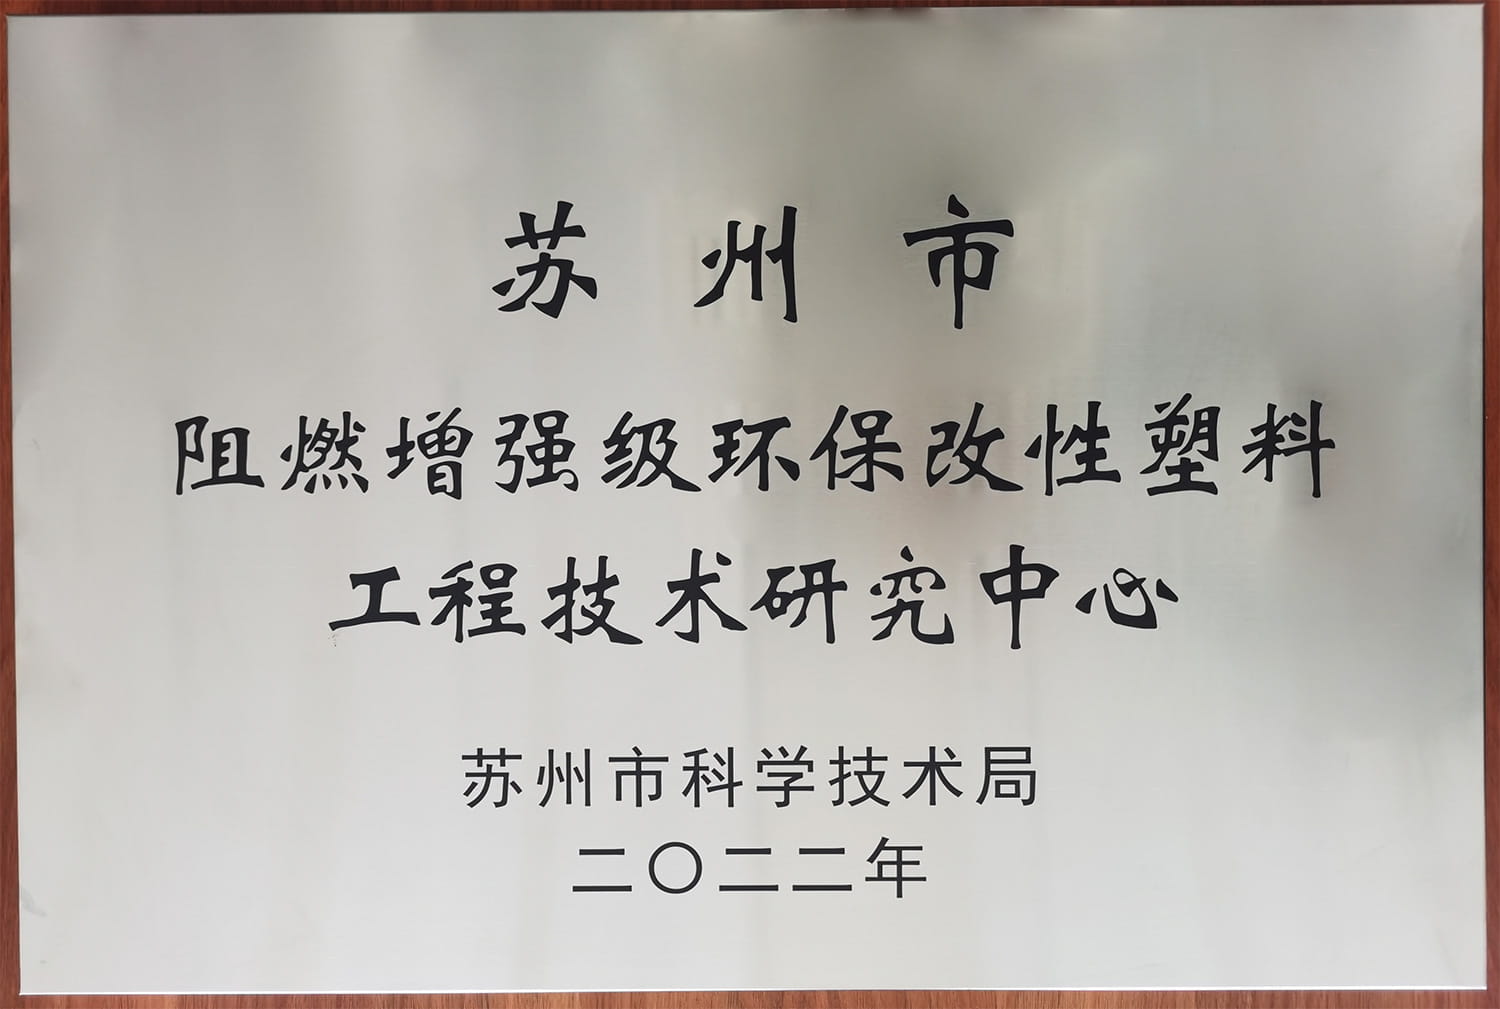 苏州市
阻燃增强级环保改性塑料
工程技术研究中心
苏州市科学技术局
二〇二二年